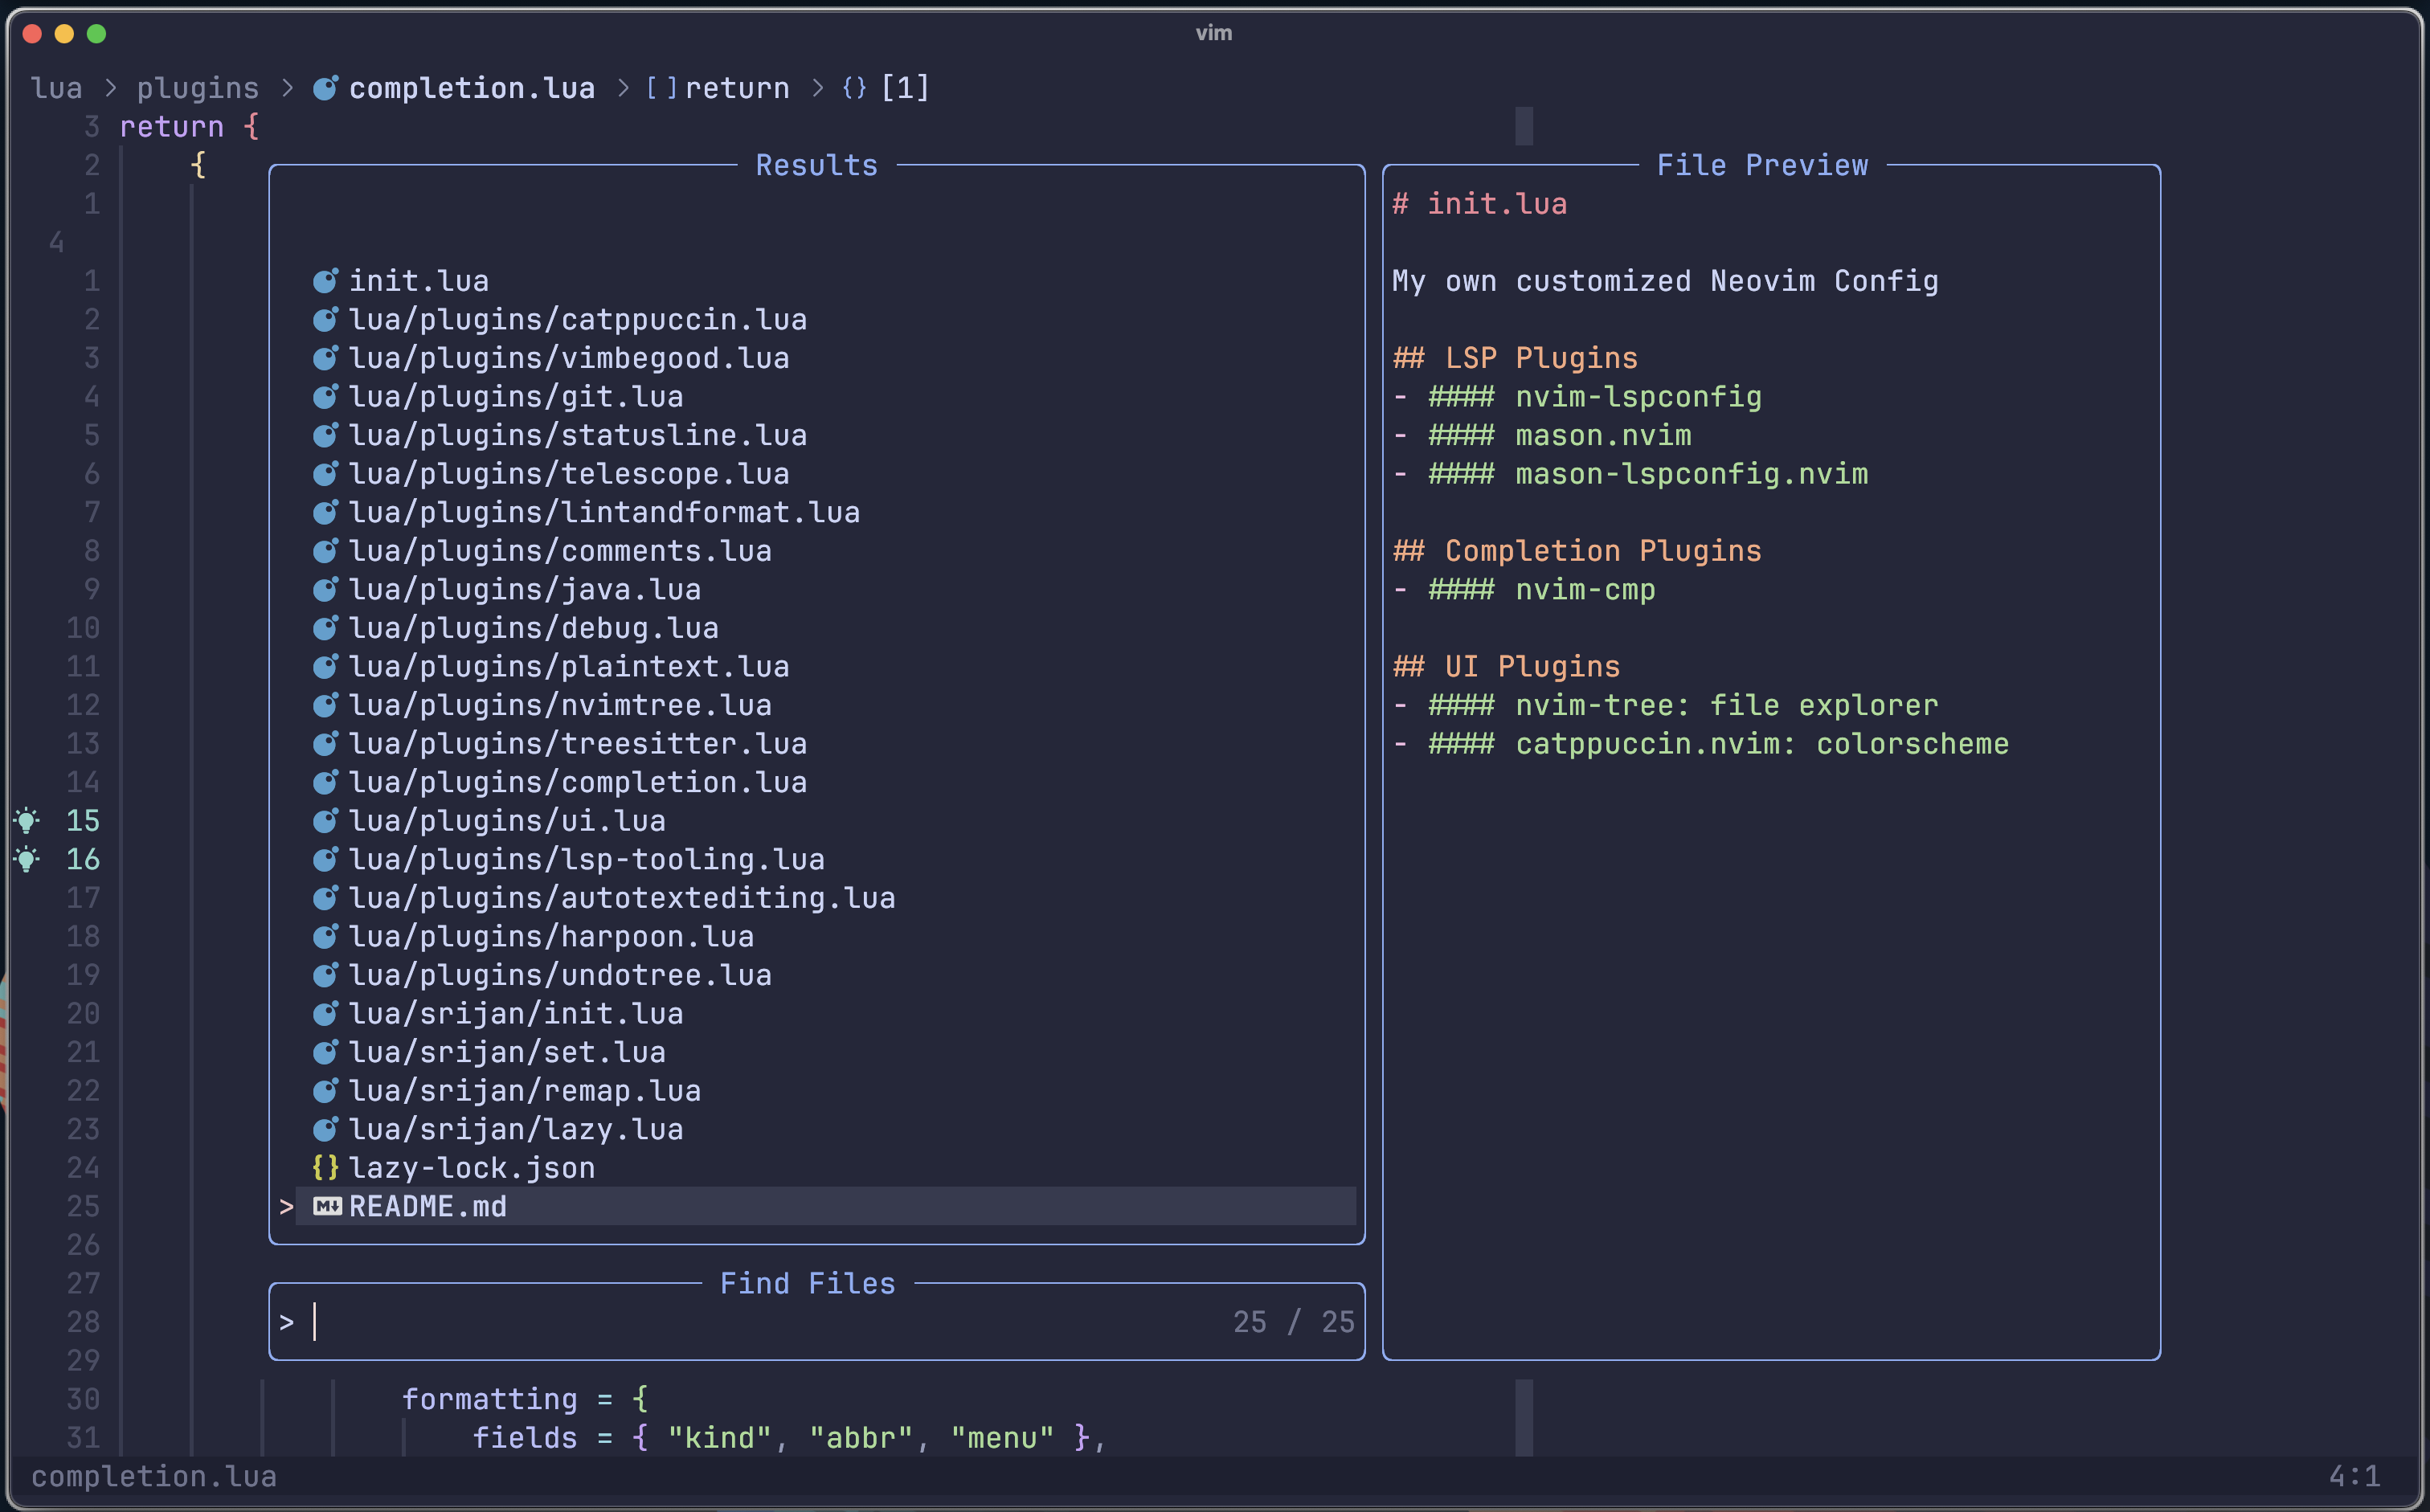 vim
lua > plugins > completion.lua > [ ] return > {} [1]
3 return {
2 {
1
4
1
2
3
4
5
6
7
8
9
10
11
12
13
14
15
16
17
18
19
20
21
22
23
24
25
26
27
28
29
30 formatting = {
31 fields = { "kind", "abbr", "menu" },
Results
init.lua
lua/plugins/catppuccin.lua
lua/plugins/vimbegood.lua
lua/plugins/git.lua
lua/plugins/statusline.lua
lua/plugins/telescope.lua
lua/plugins/lintandformat.lua
lua/plugins/comments.lua
lua/plugins/java.lua
lua/plugins/debug.lua
lua/plugins/plaintext.lua
lua/plugins/nvimtree.lua
lua/plugins/treesitter.lua
lua/plugins/completion.lua
lua/plugins/ui.lua
lua/plugins/lsp-tooling.lua
lua/plugins/autotextediting.lua
lua/plugins/harpoon.lua
lua/plugins/undotree.lua
lua/srijan/init.lua
lua/srijan/set.lua
lua/srijan/remap.lua
lua/srijan/lazy.lua
{} lazy-lock.json
> M↓ README.md
Find Files
> 25 / 25
File Preview
# init.lua
My own customized Neovim Config
## LSP Plugins
- #### nvim-lspconfig
- #### mason.nvim
- #### mason-lspconfig.nvim
## Completion Plugins
- #### nvim-cmp
## UI Plugins
- #### nvim-tree: file explorer
- #### catppuccin.nvim: colorscheme
completion.lua 4:1